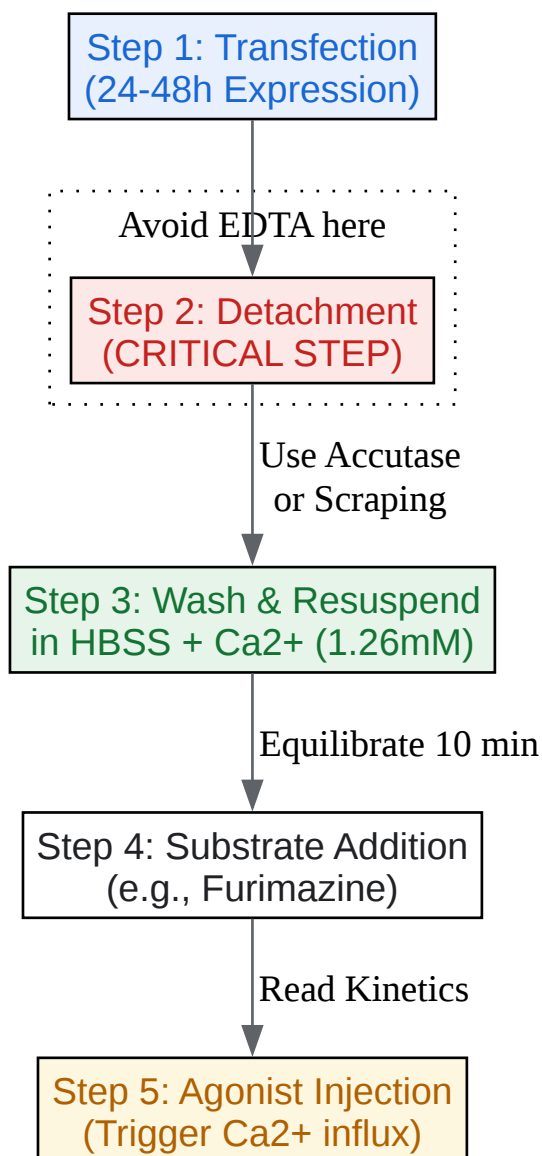 Step 1: Transfection
(24-48h Expression)
Avoid EDTA here
Step 2: Detachment
(CRITICAL STEP)
Use Accutase
or Scraping
Step 3: Wash & Resuspend
in HBSS + Ca2+ (1.26mM)
Equilibrate 10 min
Step 4: Substrate Addition
(e.g., Furimazine)
Read Kinetics
Step 5: Agonist Injection
(Trigger Ca2+ influx)